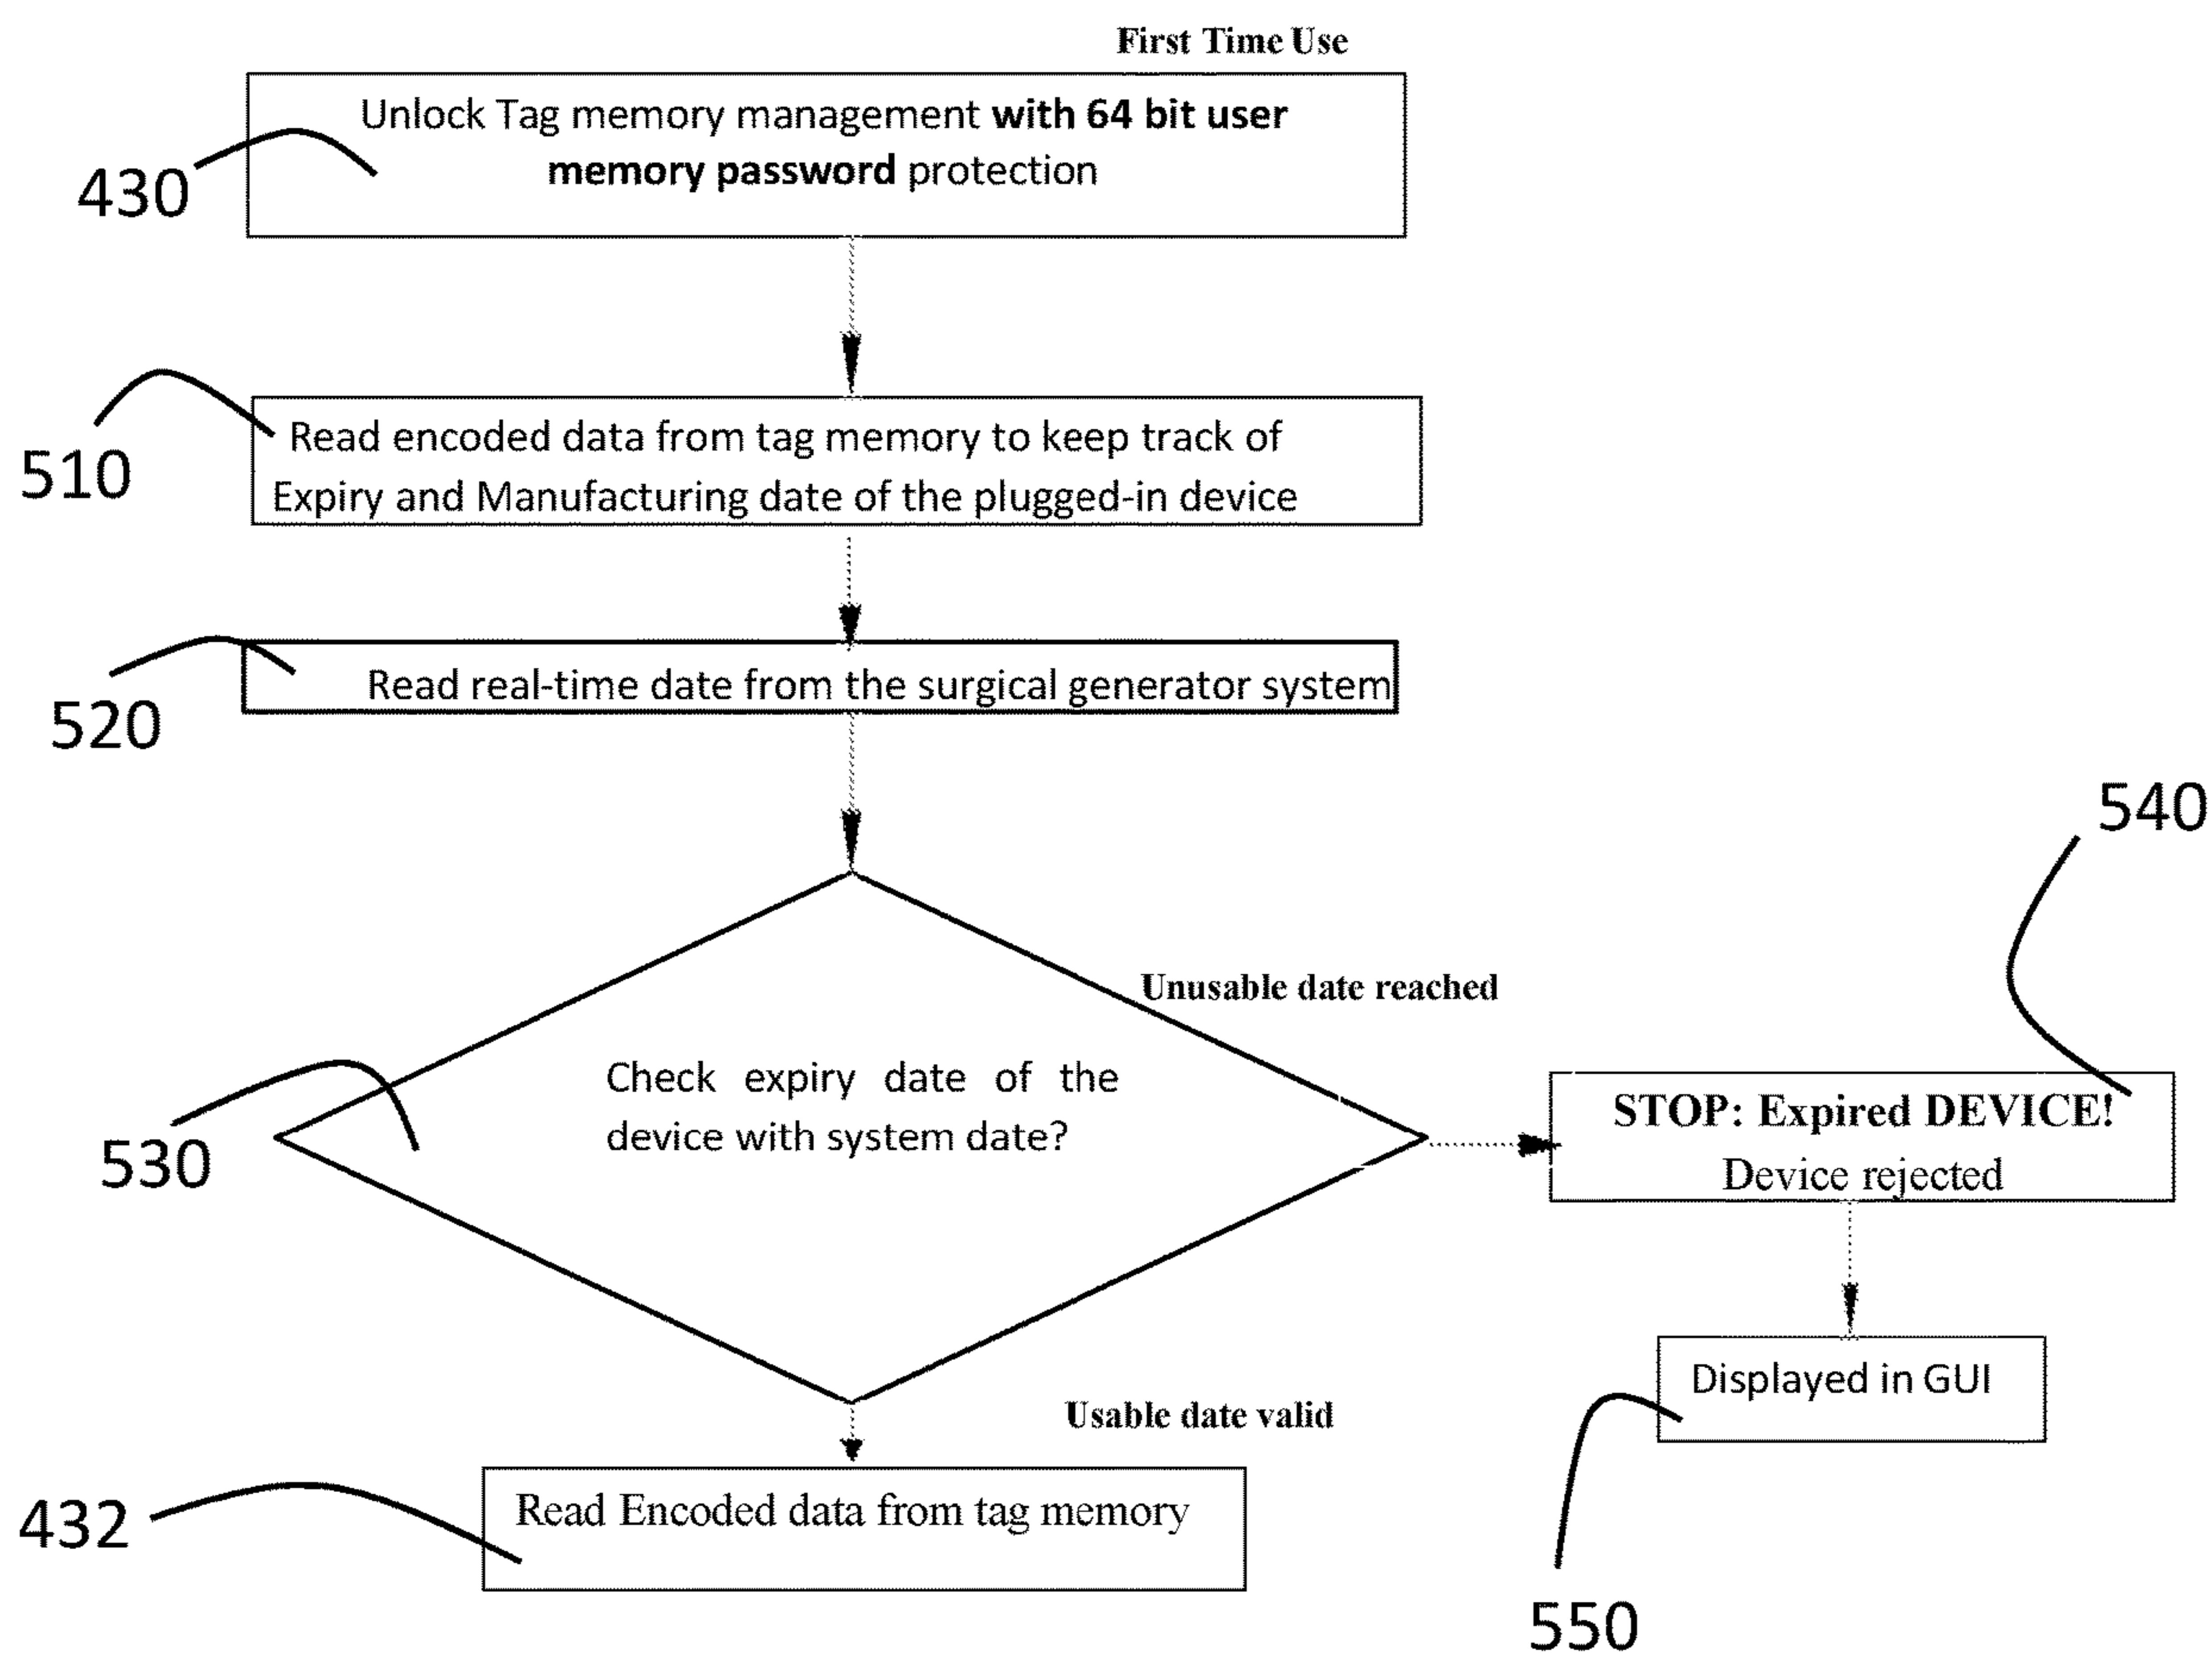 First Time Use
Unlock Tag memory management with 64 bit user
memory password protection
430
Read encoded data from tag memory to keep track of
Expiry and Manufacturing date of the plugged-in device
510
Read real-time date from the surgical generator system
520
540
Unusable date reached
Check expiry date of the
device with system date?
530
STOP: Expired DEVICE!
Device rejected
Displayed in GUI
Usable date valid
432
Read Encoded data from tag memory
550